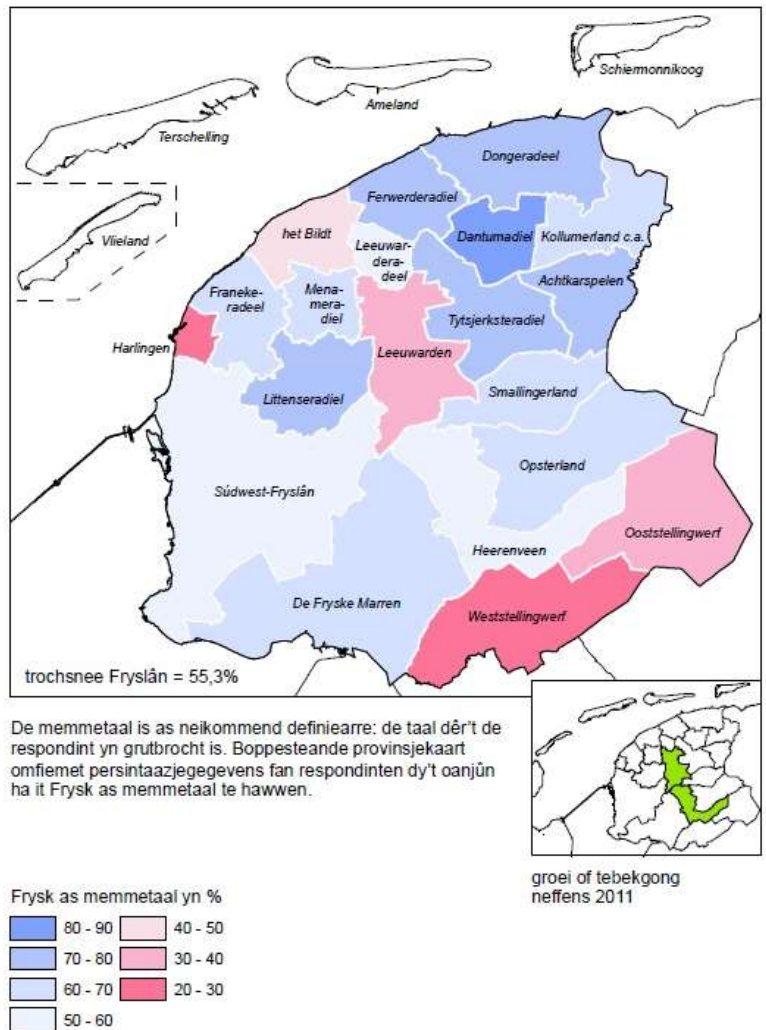 Schiermonnikoog
Ameland
Terschelling
Vlieland
Dongeradeel
Ferwerderadiel
het Bildt
Leeuwar-
dera-
deel
Dantumadiel
Kollumerland c.a.
Achtkarspelen
Franeke-
radeel
Mena-
mera-
diel
Tytsjerksteradiel
Harlingen
Leeuwarden
Littenseradiel
Smallingerland
Opsterland
Súdwest-Fryslân
Ooststellingwerf
Heerenveen
De Fryske Marren
Weststellingwerf
trochsnee Fryslân = 55,3%
De memmetaal is as neikommend definiearre: de taal dêr't de
respondint yn grutbrocht is. Boppesteande provinsjekaart
omfiemet persintaazjegegevens fan respondinten dy't oanjûn
ha it Frysk as memmetaal te hawwen.
groei of tebekgong
neffens 2011
Frysk as memmetaal yn %
80 - 90
40 - 50
70 - 80
30 - 40
60 - 70
20 - 30
50 - 60